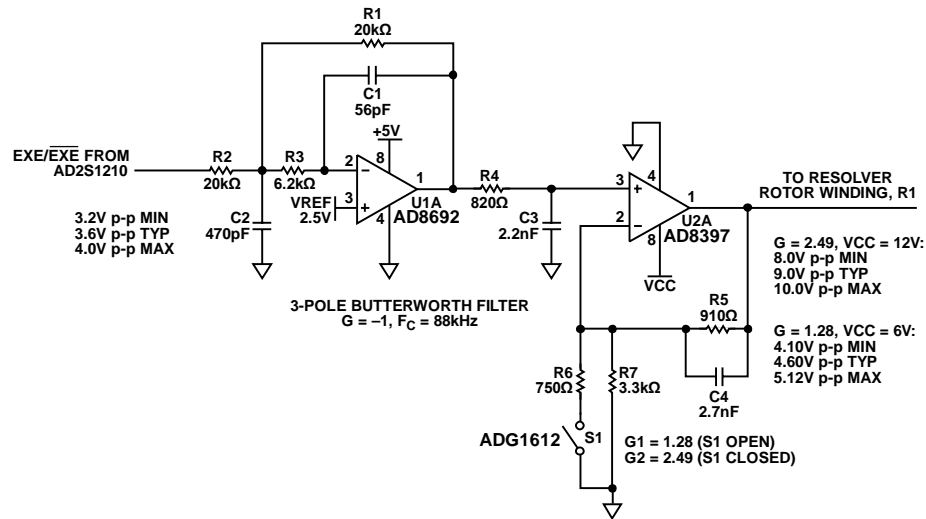 R1
20kΩ
C1
56pF
+5V
EXE/EXE FROM
AD2S1210
R2
20kΩ
R3
6.2kΩ
2
8
1
3
4
VREF
2.5V
U1A
AD8692
R4
820Ω
C2
470pF
3.2V p-p MIN
3.6V p-p TYP
4.0V p-p MAX
C3
2.2nF
3-POLE BUTTERWORTH FILTER
G = –1, FC = 88kHz
3
4
1
2
8
U2A
AD8397
VCC
TO RESOLVER
ROTOR WINDING, R1
G = 2.49, VCC = 12V:
8.0V p-p MIN
9.0V p-p TYP
10.0V p-p MAX
R5
910Ω
C4
2.7nF
G = 1.28, VCC = 6V:
4.10V p-p MIN
4.60V p-p TYP
5.12V p-p MAX
R6
750Ω
R7
3.3kΩ
ADG1612
S1
G1 = 1.28 (S1 OPEN)
G2 = 2.49 (S1 CLOSED)